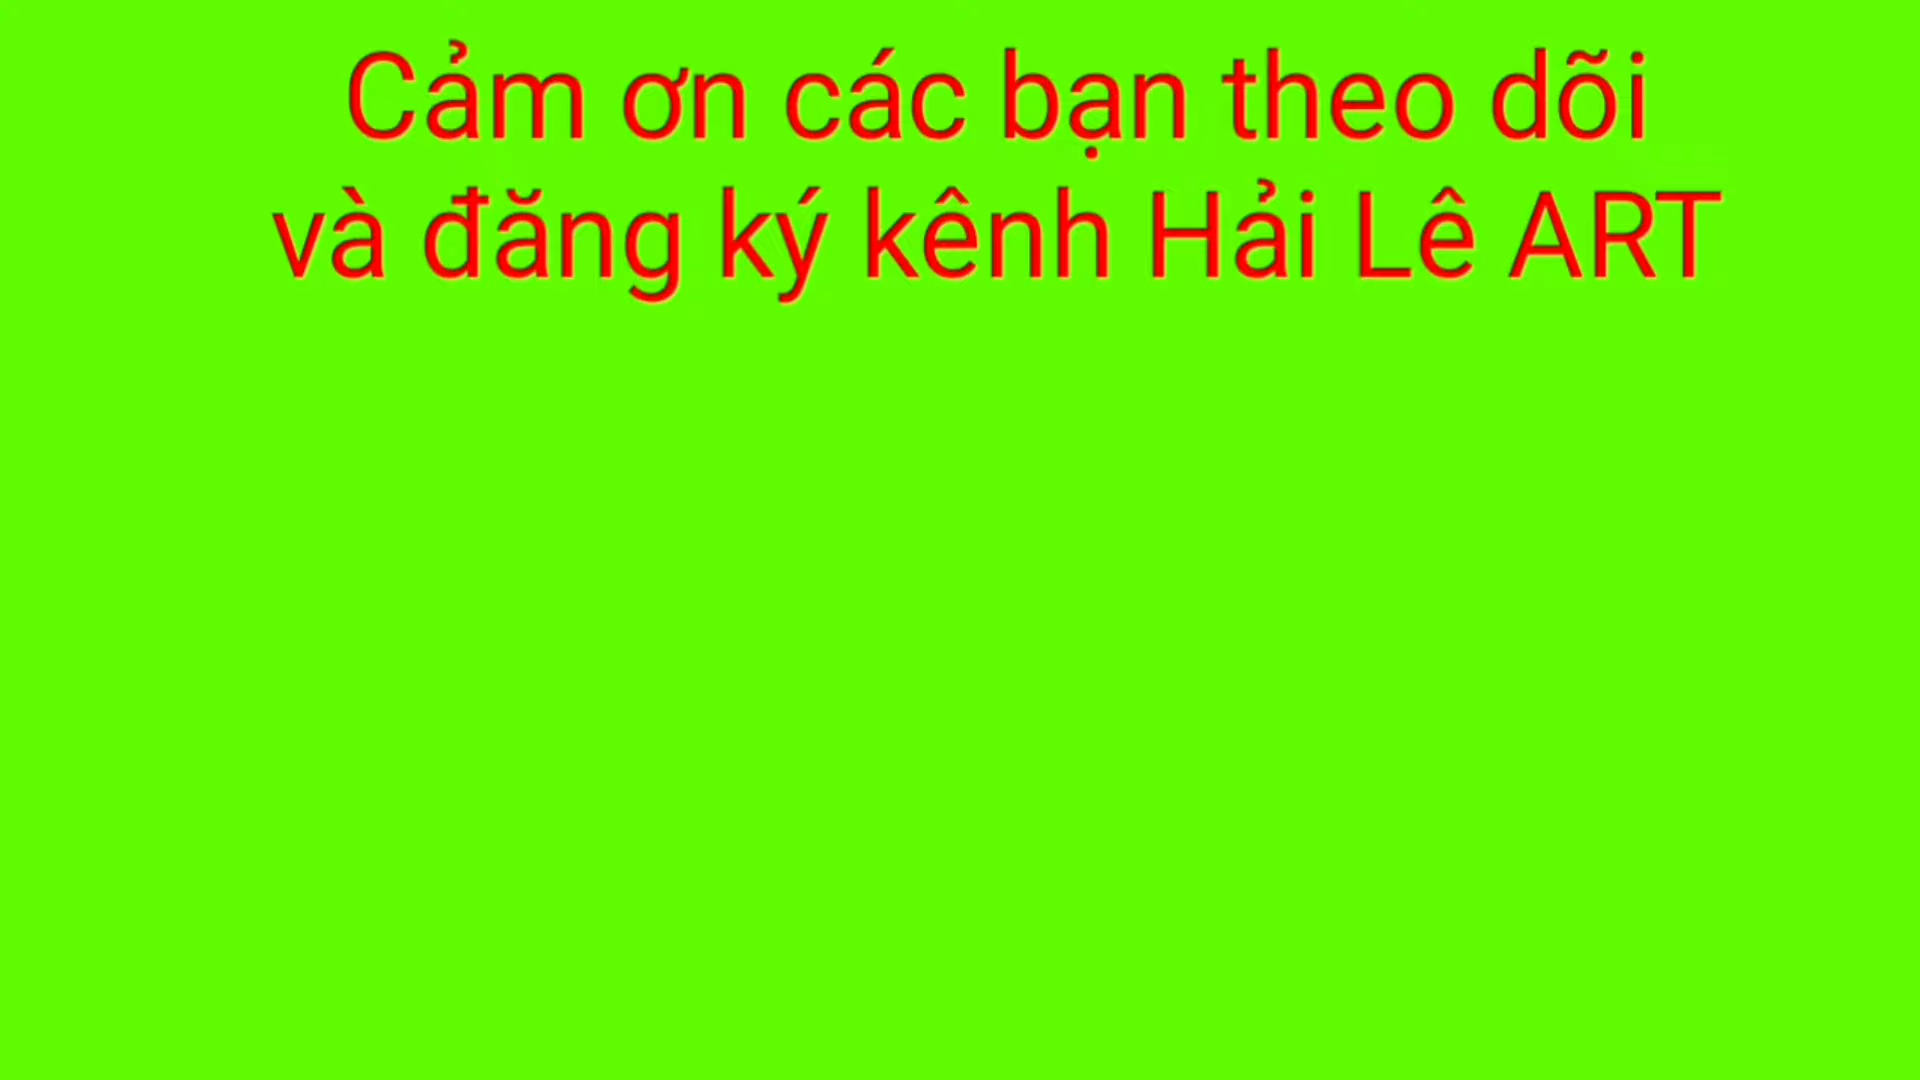 Cảm ơn các bạn theo dõi
và đăng ký kênh Hải Lê ART